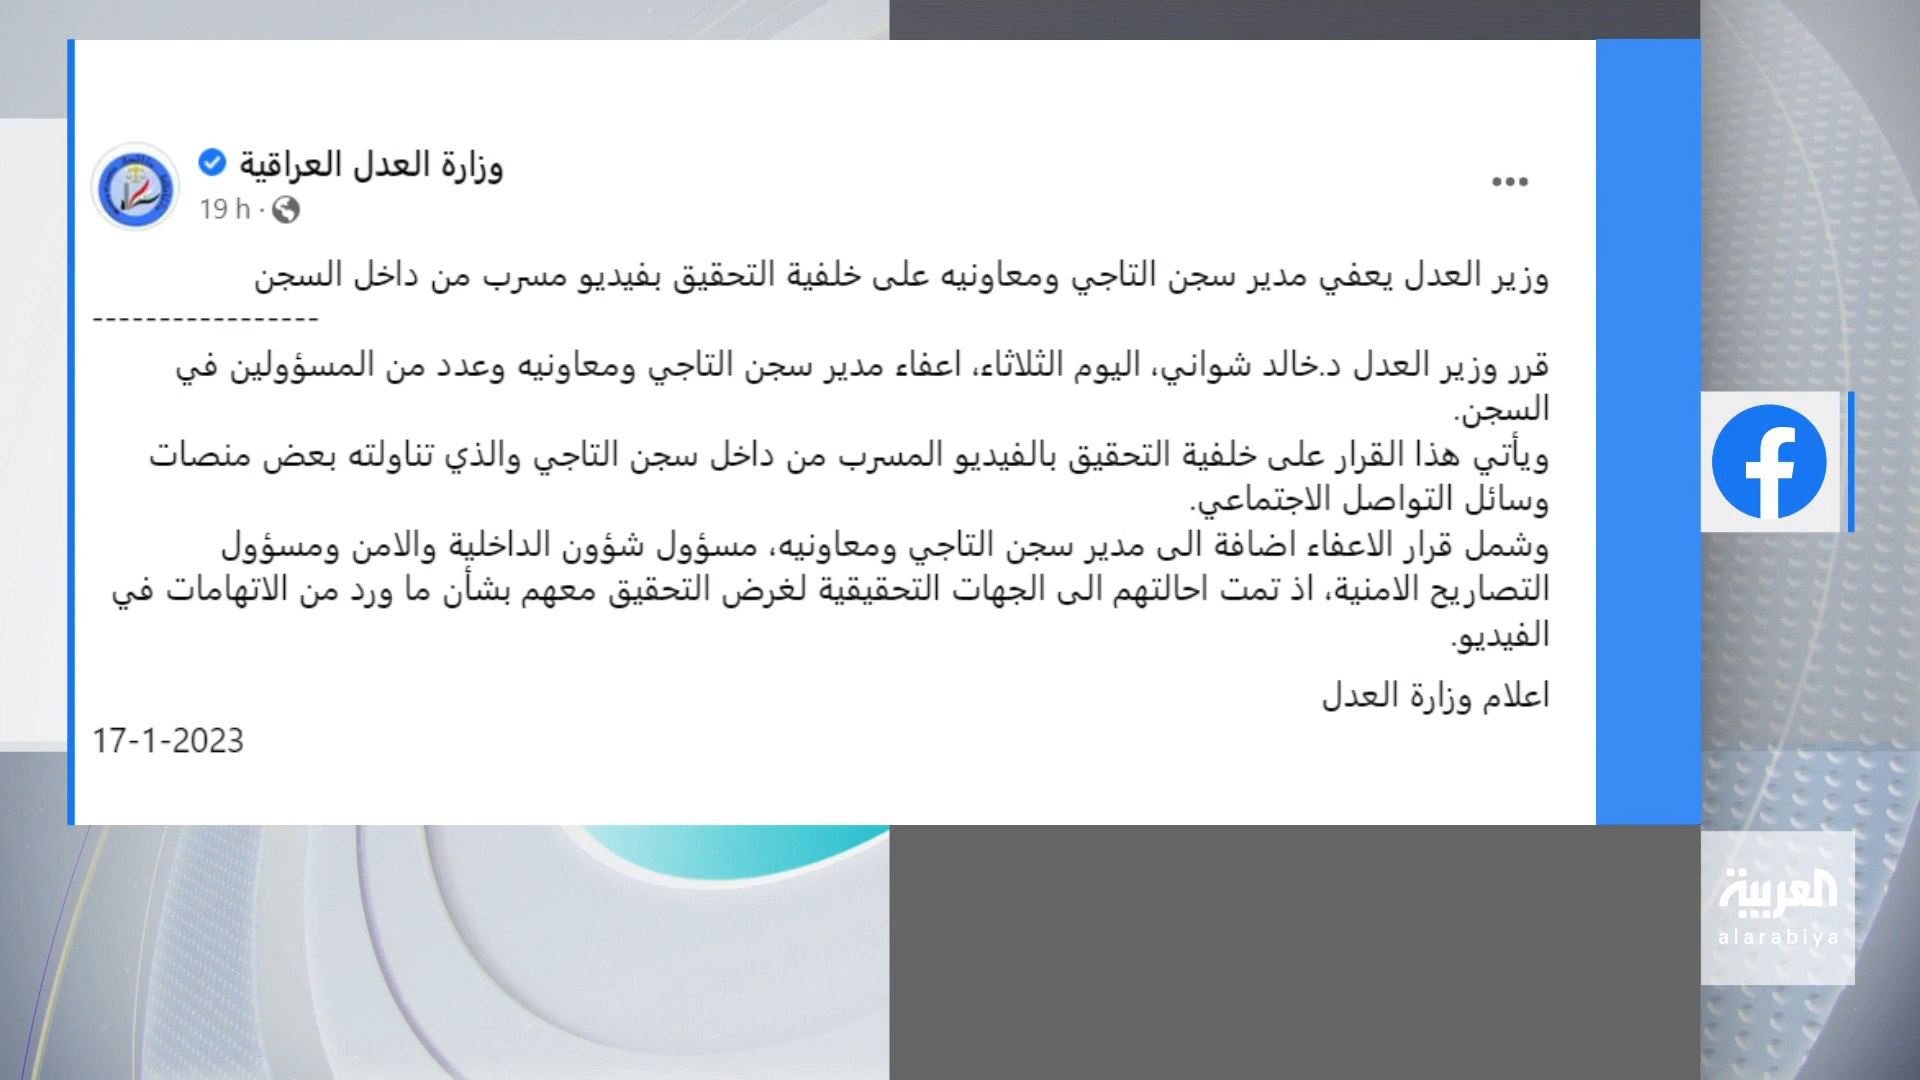 وزارة العدل العراقية
19 h ·
وزير العدل يعفي مدير سجن التاجي ومعاونيه على خلفية التحقيق بفيديو مسرب من داخل السجن
-----------------
قرر وزير العدل د.خالد شواني، اليوم الثلاثاء، اعفاء مدير سجن التاجي ومعاونيه وعدد من المسؤولين في
السجن.
ويأتي هذا القرار على خلفية التحقيق بالفيديو المسرب من داخل سجن التاجي والذي تناولته بعض منصات
وسائل التواصل الاجتماعي.
وشمل قرار الاعفاء اضافة الى مدير سجن التاجي ومعاونيه، مسؤول شؤون الداخلية والامن ومسؤول
التصاريح الامنية، اذ تمت احالتهم الى الجهات التحقيقية لغرض التحقيق معهم بشأن ما ورد من الاتهامات في
الفيديو.
اعلام وزارة العدل
17-1-2023
العربية
alarabiya